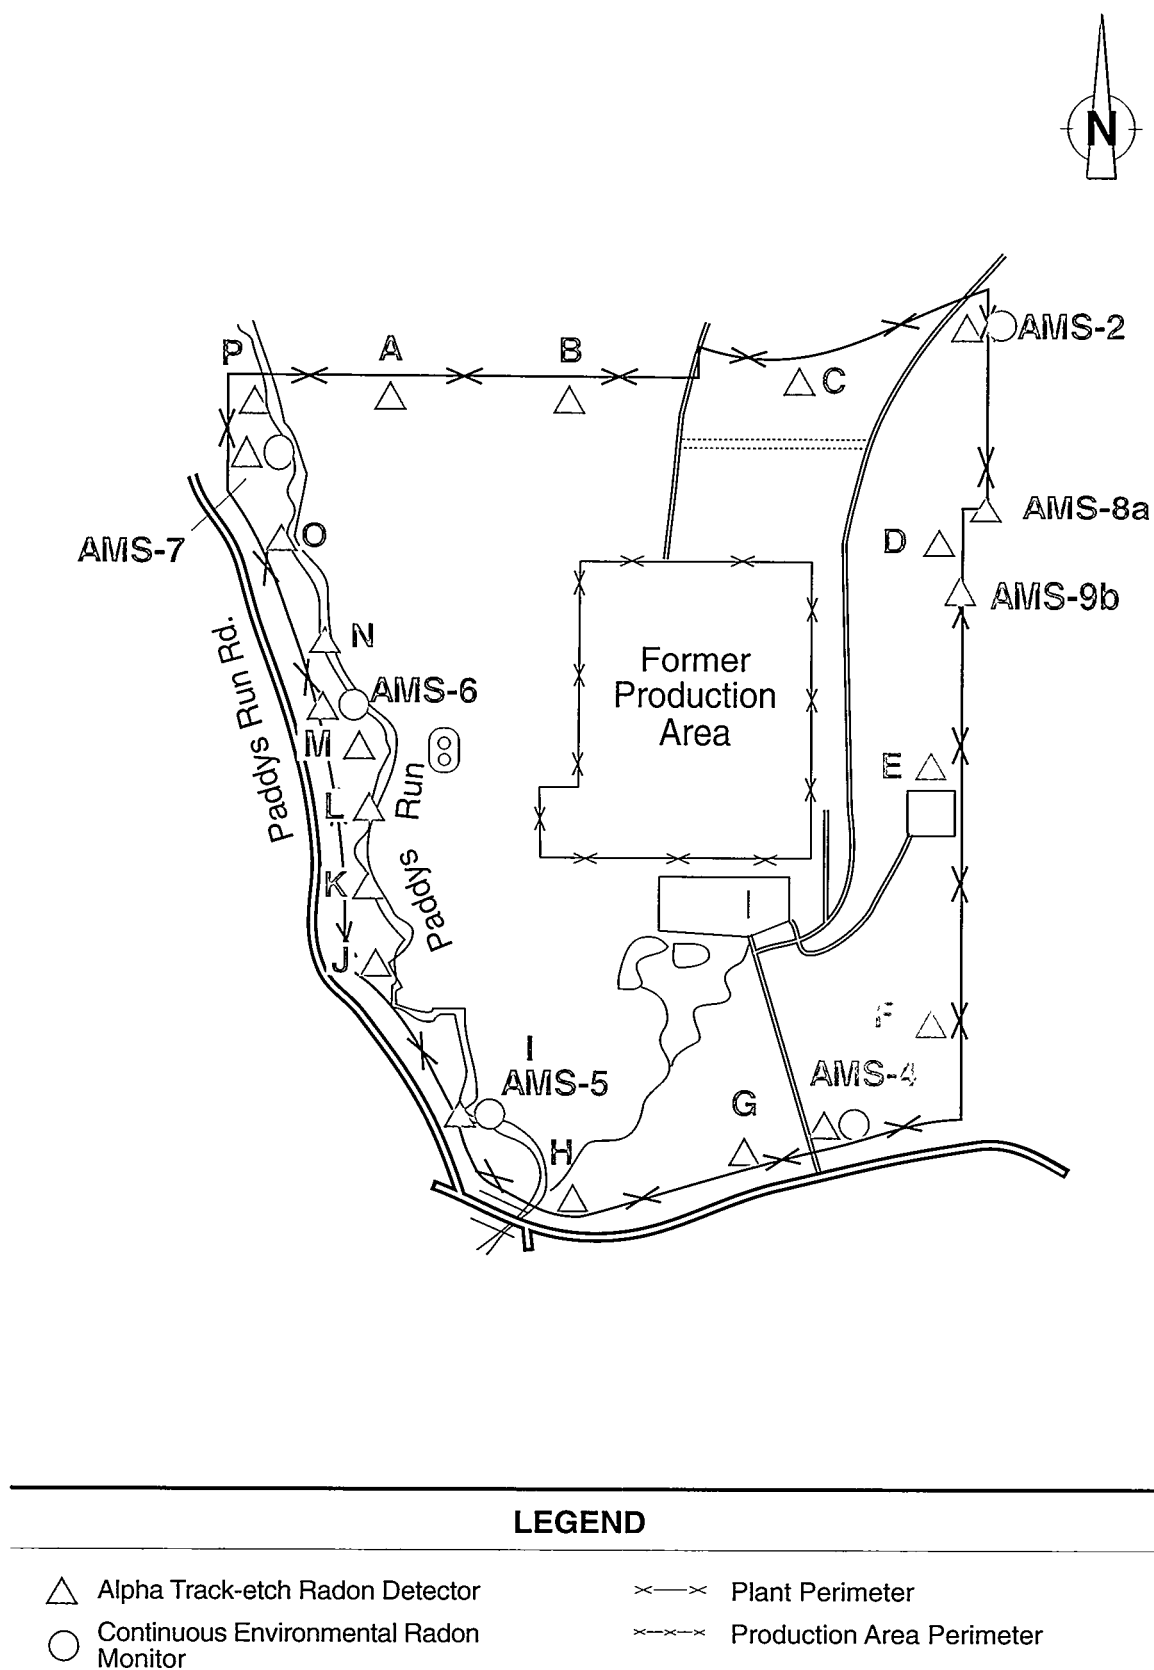 N
AMS-2
P
A
B
C
AMS-8a
D
AMS-7
O
AMS-9b
N
Paddys Run Rd.
Former
Production
Area
AMS-6
M
Run
E
L
K
Paddys
I
J
F
I
AMS-5
AMS-4
G
H
LEGEND
Alpha Track-etch Radon Detector
Plant Perimeter
Continuous Environmental Radon
Monitor
Production Area Perimeter